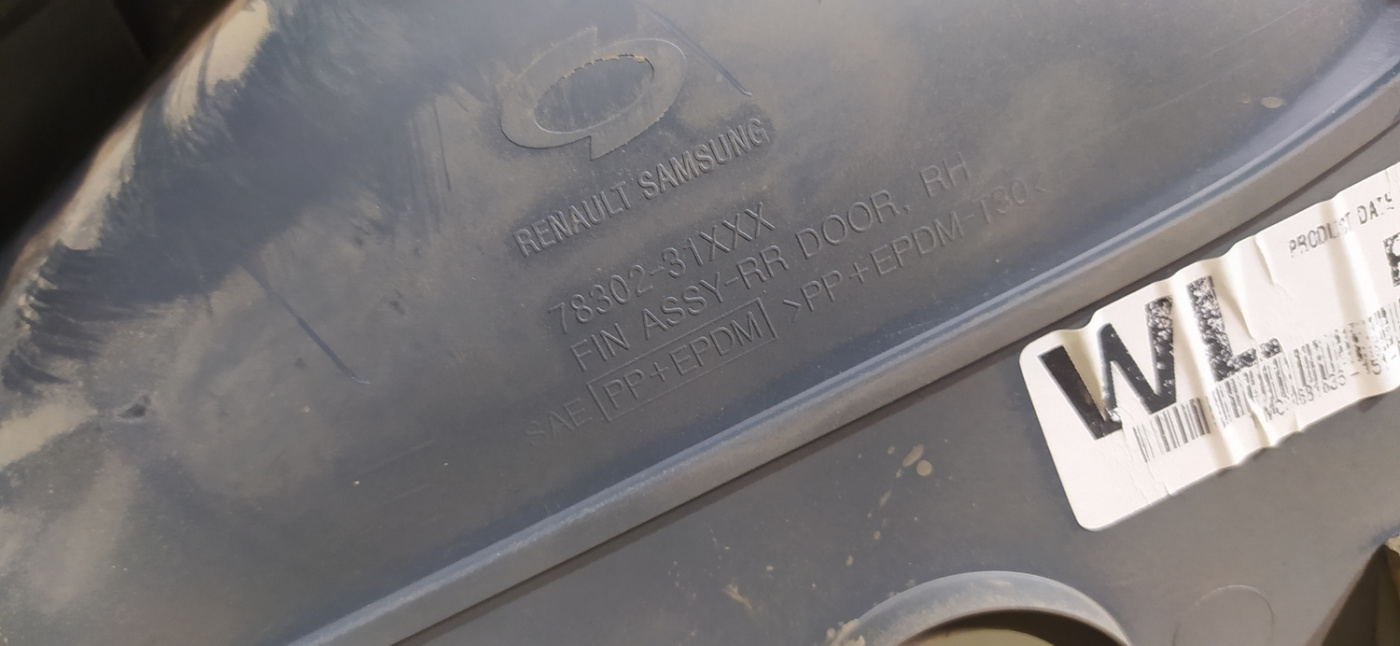 RENAULT SAMSUNG
78302-31XXX
FIN ASSY-RR DOOR, RH
SAE PP+EPDM >PP+EPDM-T30<
PRODUCT DATE
WL.